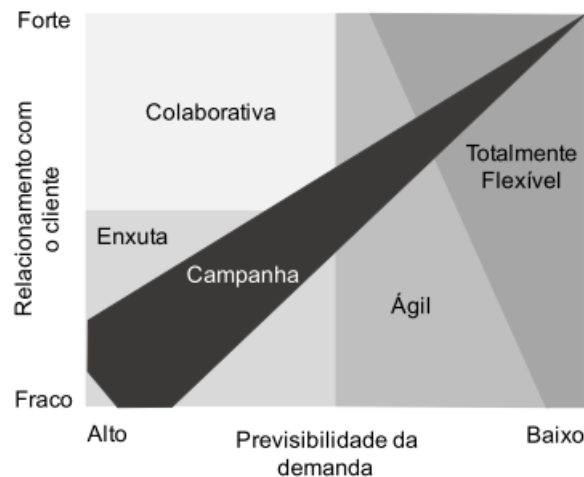 Forte
Colaborativa
Totalmente
Flexível
Relacionamento com
o cliente
Enxuta
Campanha
Ágil
Fraco
Alto
Previsibilidade da
demanda
Baixo